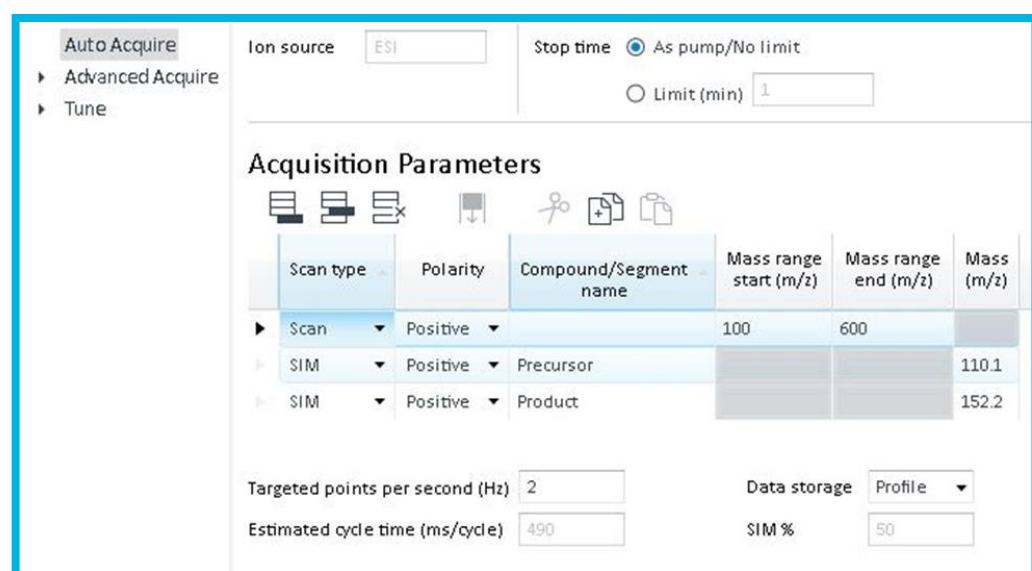 Auto Acquire
Advanced Acquire
Tune
Ion source ESI
Stop time As pump/No limit
Limit (min) 1
Acquisition Parameters
Scan type Polarity Compound/Segment name Mass range start (m/z) Mass range end (m/z) Mass (m/z)
Scan Positive 100 600
SIM Positive Precursor 110.1
SIM Positive Product 152.2
Targeted points per second (Hz) 2 Data storage Profile
Estimated cycle time (ms/cycle) 490 SIM % 50